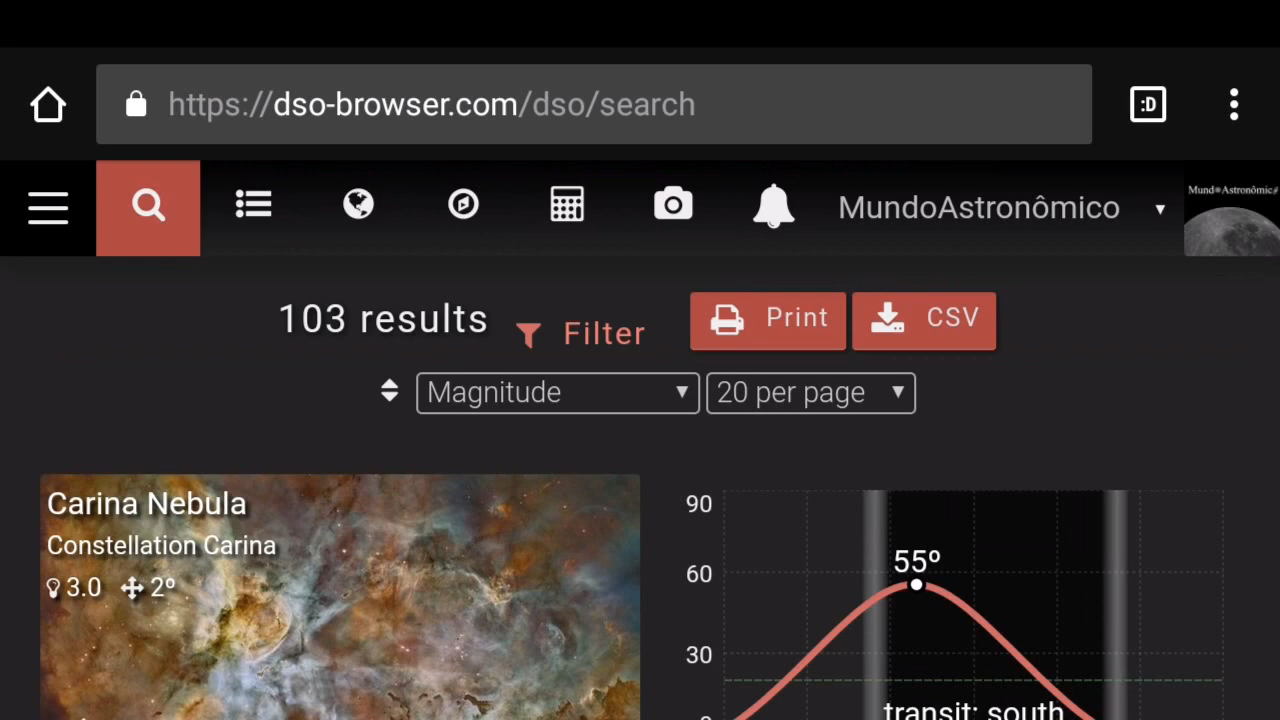 https://dso-browser.com/dso/search
:D
MundoAstronômico
103 results
Filter
Print
CSV
Magnitude
20 per page
Carina Nebula
Constellation Carina
3.0 2º
90
60
30
55º
transit: south